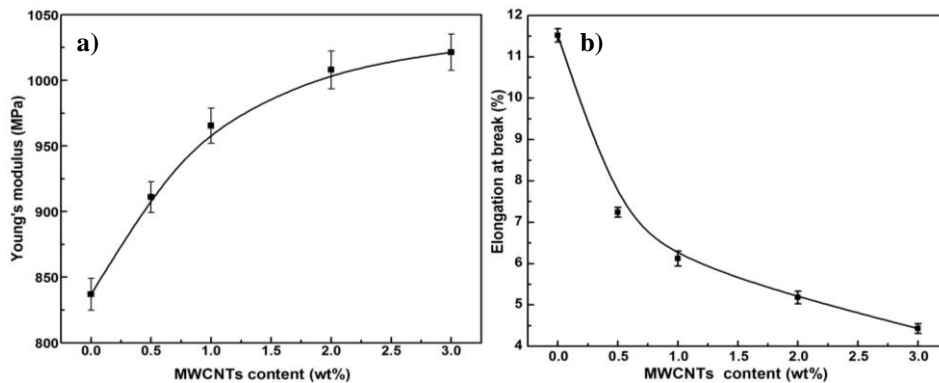 a)
Young's modulus (MPa)
1050
1000
950
900
850
800
0.0 0.5 1.0 1.5 2.0 2.5 3.0
MWCNTs content (wt%)
b)
Elongation at break (%)
12
11
10
9
8
7
6
5
4
0.0 0.5 1.0 1.5 2.0 2.5 3.0
MWCNTs content (wt%)